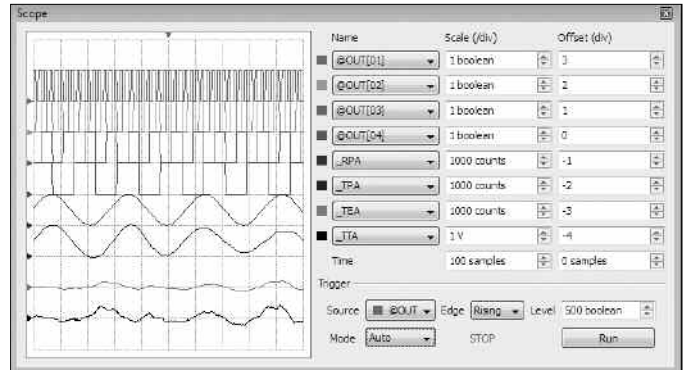 Scope
Name Scale (/div) Offset (div)
@OUT[01] 1 boolean 3
@OUT[02] 1 boolean 2
@OUT[03] 1 boolean 1
@OUT[04] 1 boolean 0
_RPA 1000 counts -1
_TPA 1000 counts -2
_TEA 1000 counts -3
_TTA 1 V -4
Time 100 samples 0 samples
Trigger
Source @OUT Edge Rising Level 500 boolean
Mode Auto STOP Run